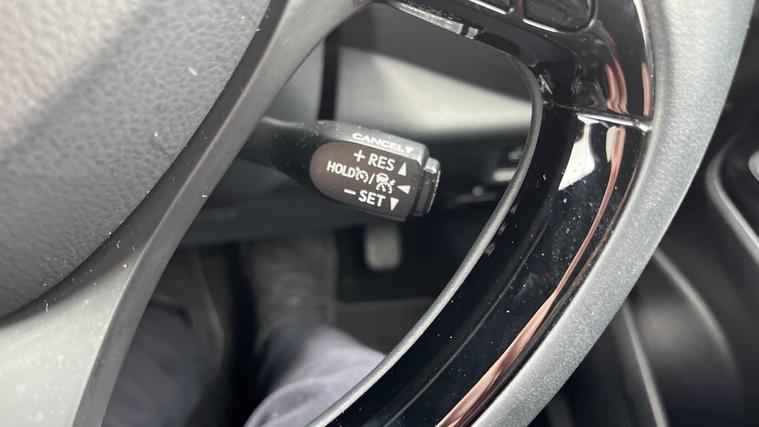 CANCEL
+ RES
HOLD /
− SET